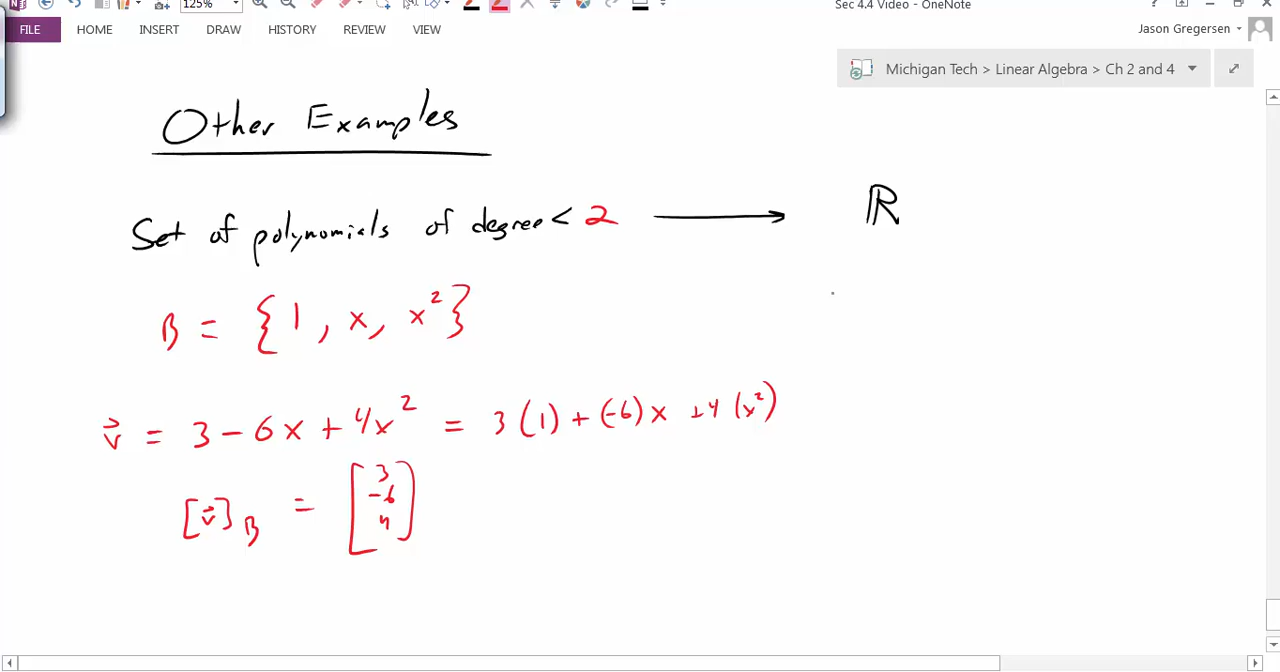 125%
Sec 4.4 Video - OneNote
FILE HOME INSERT DRAW HISTORY REVIEW VIEW
Jason Gregersen
Michigan Tech > Linear Algebra > Ch 2 and 4
Other Examples
Set of polynomials of degree < 2 ⟶ ℝ
B = {1, x, x²}
v⃗ = 3 - 6x + 4x² = 3(1) + (-6)x + 4(x²)
[v⃗]_B = [3
-6
4]